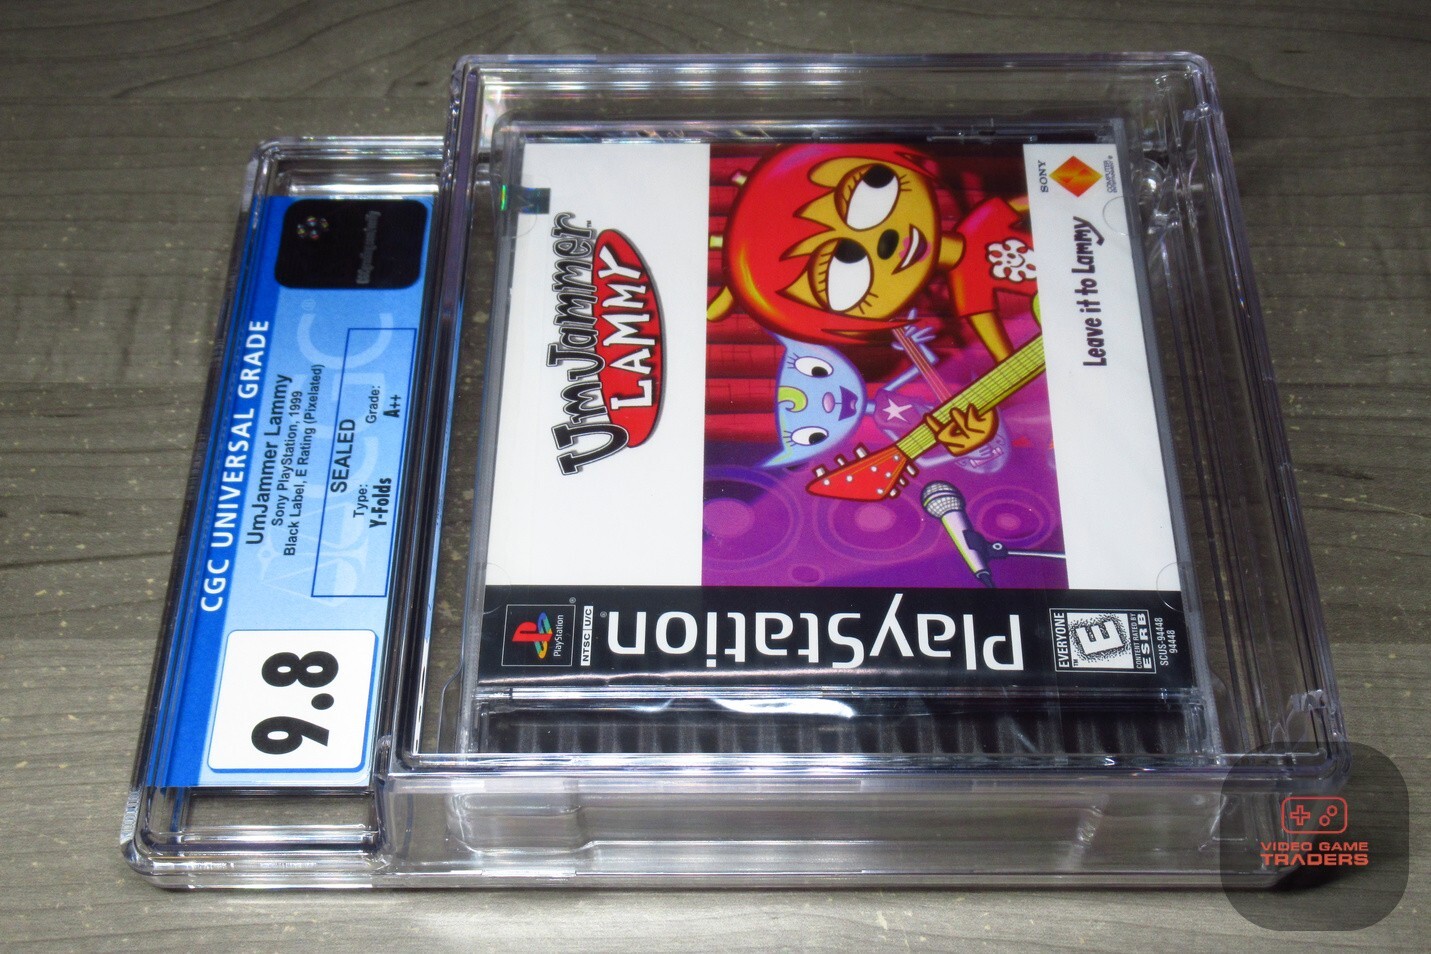 CGC UNIVERSAL GRADE
UmJammer Lammy
Sony PlayStation, 1999
Black Label, E Rating (Pixelated)
SEALED
Type: Grade:
Y-Folds A++
9.8
UmJammer
LAMMY
™
SONY
Leave it to Lammy
PlayStation
®
NTSC U/C
PlayStation
®
EVERYONE
E
CONTENT RATED BY
ESRB
SCUS-94448
94448
VIDEO GAME
TRADERS